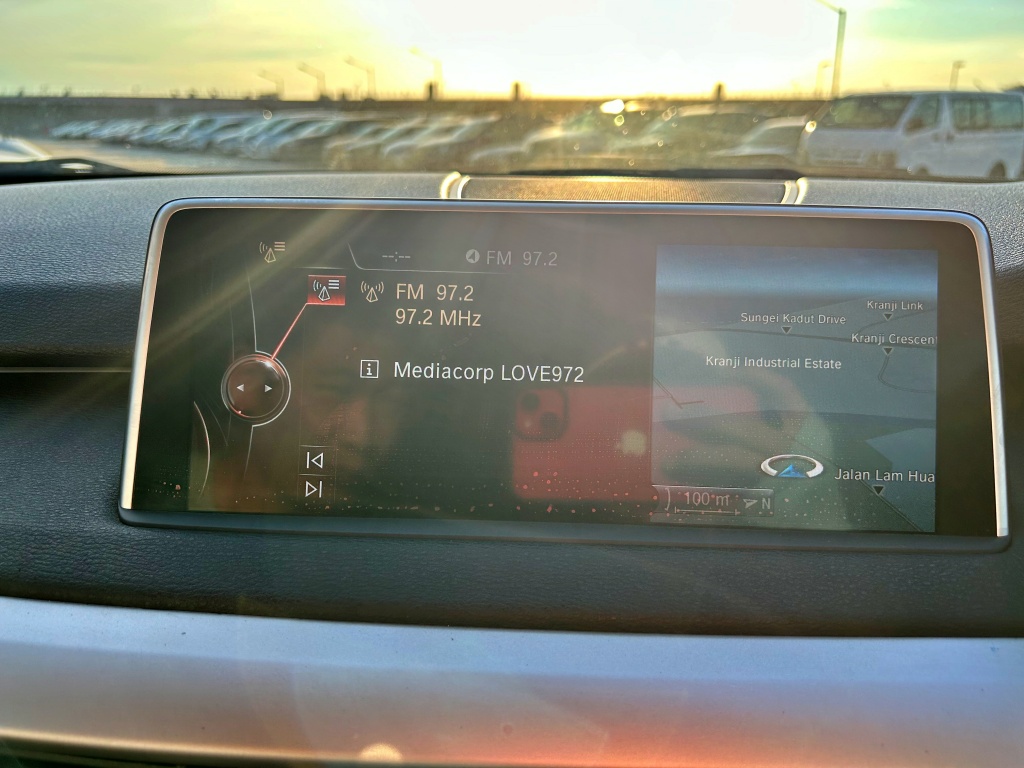 --:-- FM 97.2
FM 97.2
97.2 MHz
Mediacorp LOVE972
Kranji Link
Sungei Kadut Drive
Kranji Crescen
Kranji Industrial Estate
Jalan Lam Hua
100 m N